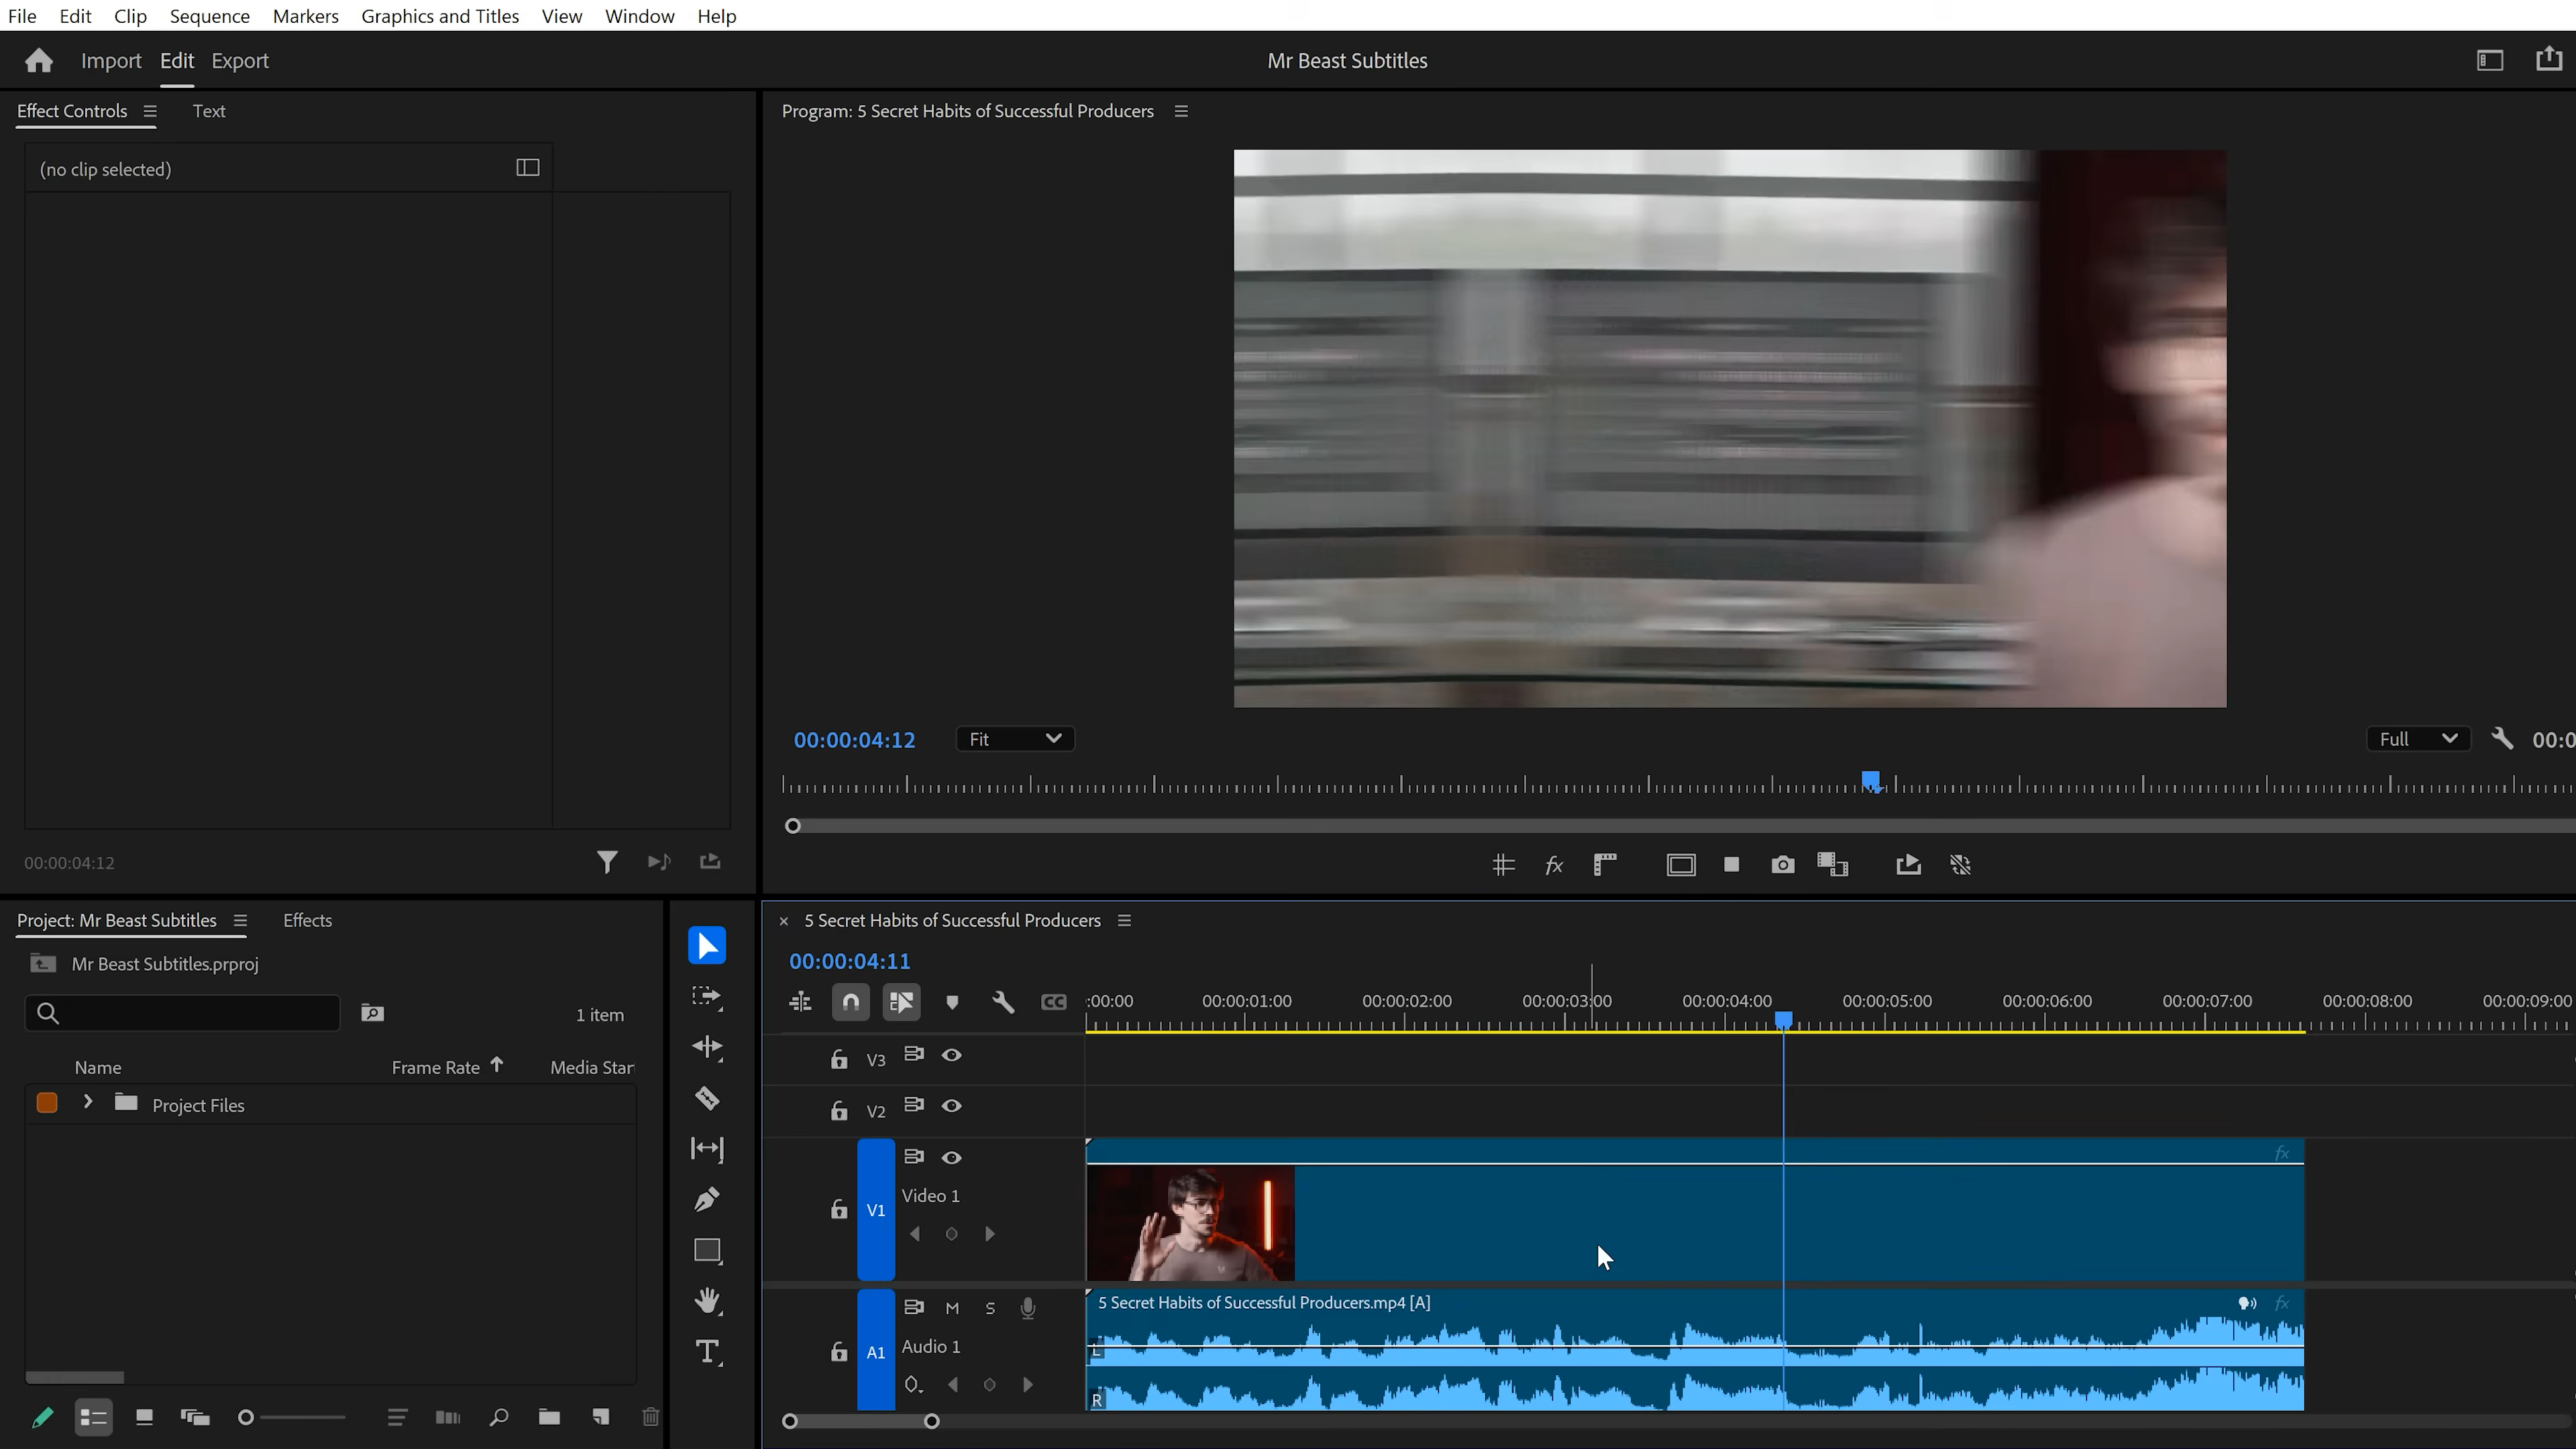 File Edit Clip Sequence Markers Graphics and Titles View Window Help
Import Edit Export
Mr Beast Subtitles
Effect Controls Text
(no clip selected)
00:00:04:12
Program: 5 Secret Habits of Successful Producers
00:00:04:12 Fit
Full 00:0
Project: Mr Beast Subtitles Effects
Mr Beast Subtitles.prproj
1 item
Name Frame Rate Media Star
Project Files
5 Secret Habits of Successful Producers
00:00:04:11
:00:00 00:00:01:00 00:00:02:00 00:00:03:00 00:00:04:00 00:00:05:00 00:00:06:00 00:00:07:00 00:00:08:00 00:00:09:00
CC
V3
V2
V1
Video 1
fx
A1
M S
Audio 1
5 Secret Habits of Successful Producers.mp4 [A]
fx
L
R
fx
T